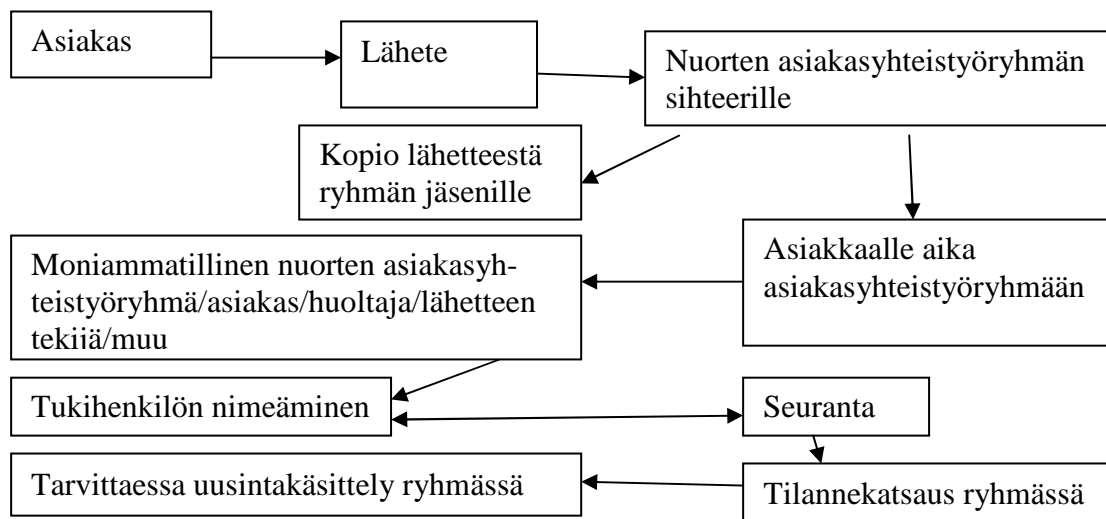 Asiakas
Lähete
Nuorten asiakasyhteistyöryhmän
sihteerille
Kopio lähetteestä
ryhmän jäsenille
Asiakkaalle aika
asiakasyhteistyöryhmään
Moniammatillinen nuorten asiakasyh-
teistyöryhmä/asiakas/huoltaja/lähetteen
tekijä/muu
Tukihenkilön nimeäminen
Seuranta
Tarvittaessa uusintakäsittely ryhmässä
Tilannekatsaus ryhmässä